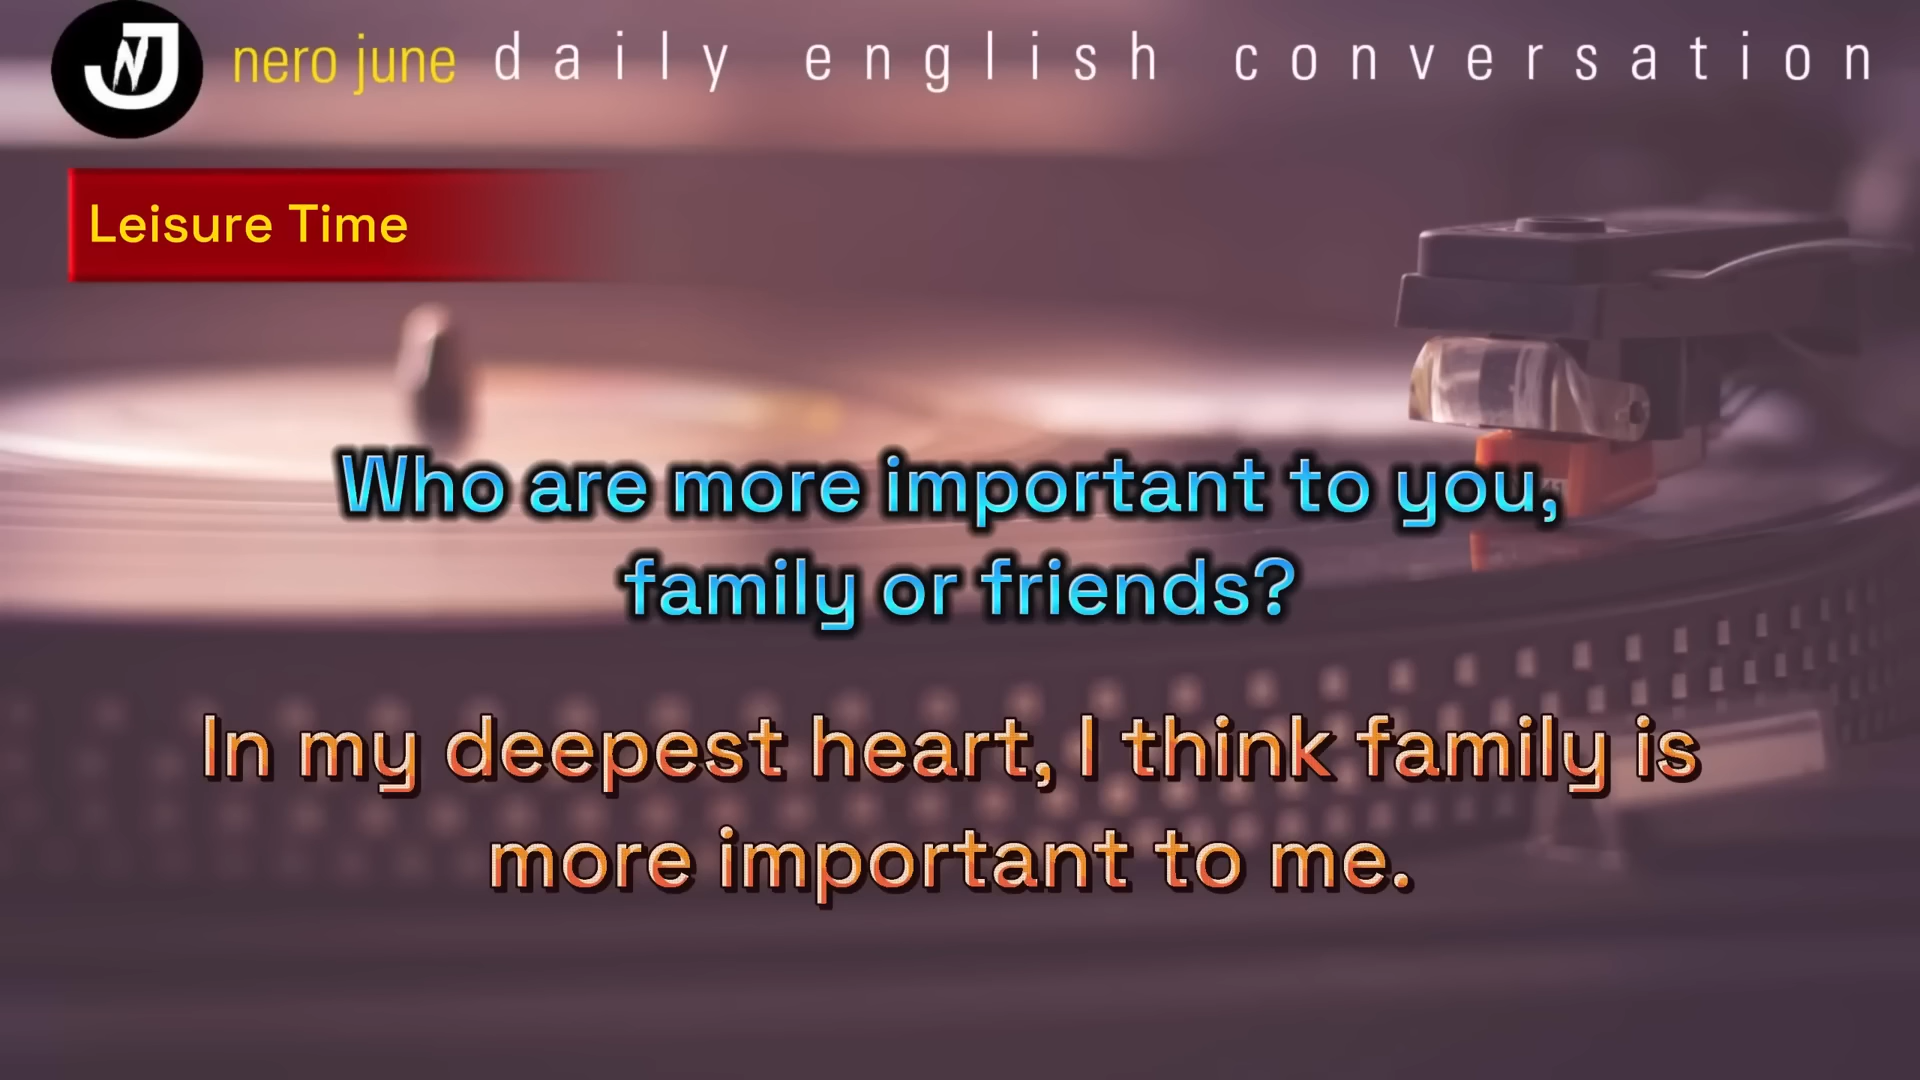 NJ nero june daily english conversation
Leisure Time
Who are more important to you,
family or friends?
In my deepest heart, I think family is
more important to me.